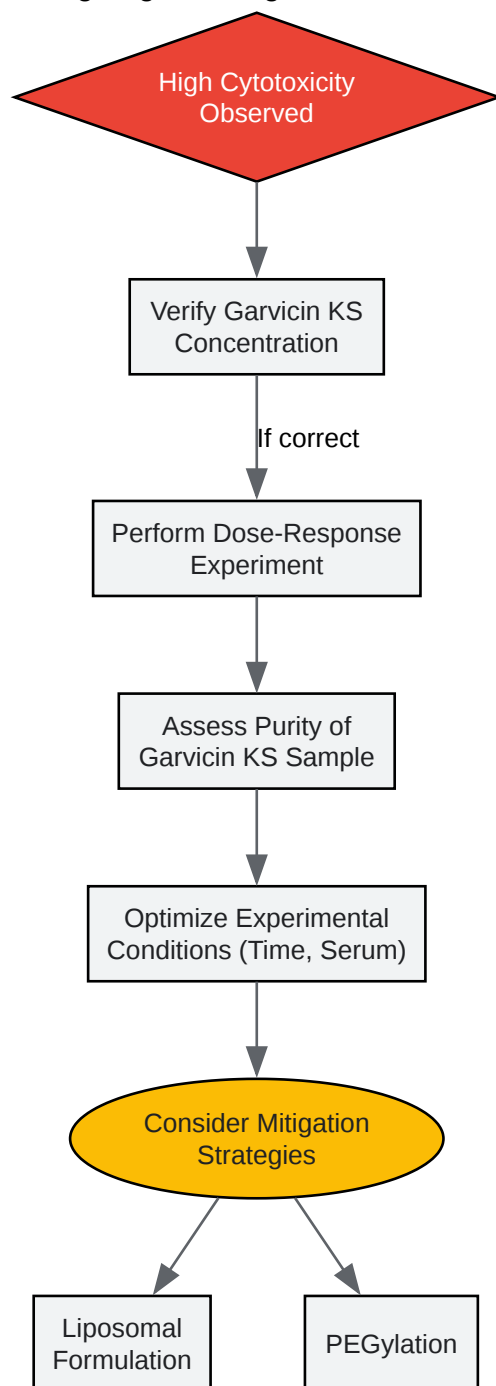 High Cytotoxicity
Observed
Verify Garvicin KS
Concentration
If correct
Perform Dose-Response
Experiment
Assess Purity of
Garvicin KS Sample
Optimize Experimental
Conditions (Time, Serum)
Consider Mitigation
Strategies
Liposomal
Formulation
PEGylation